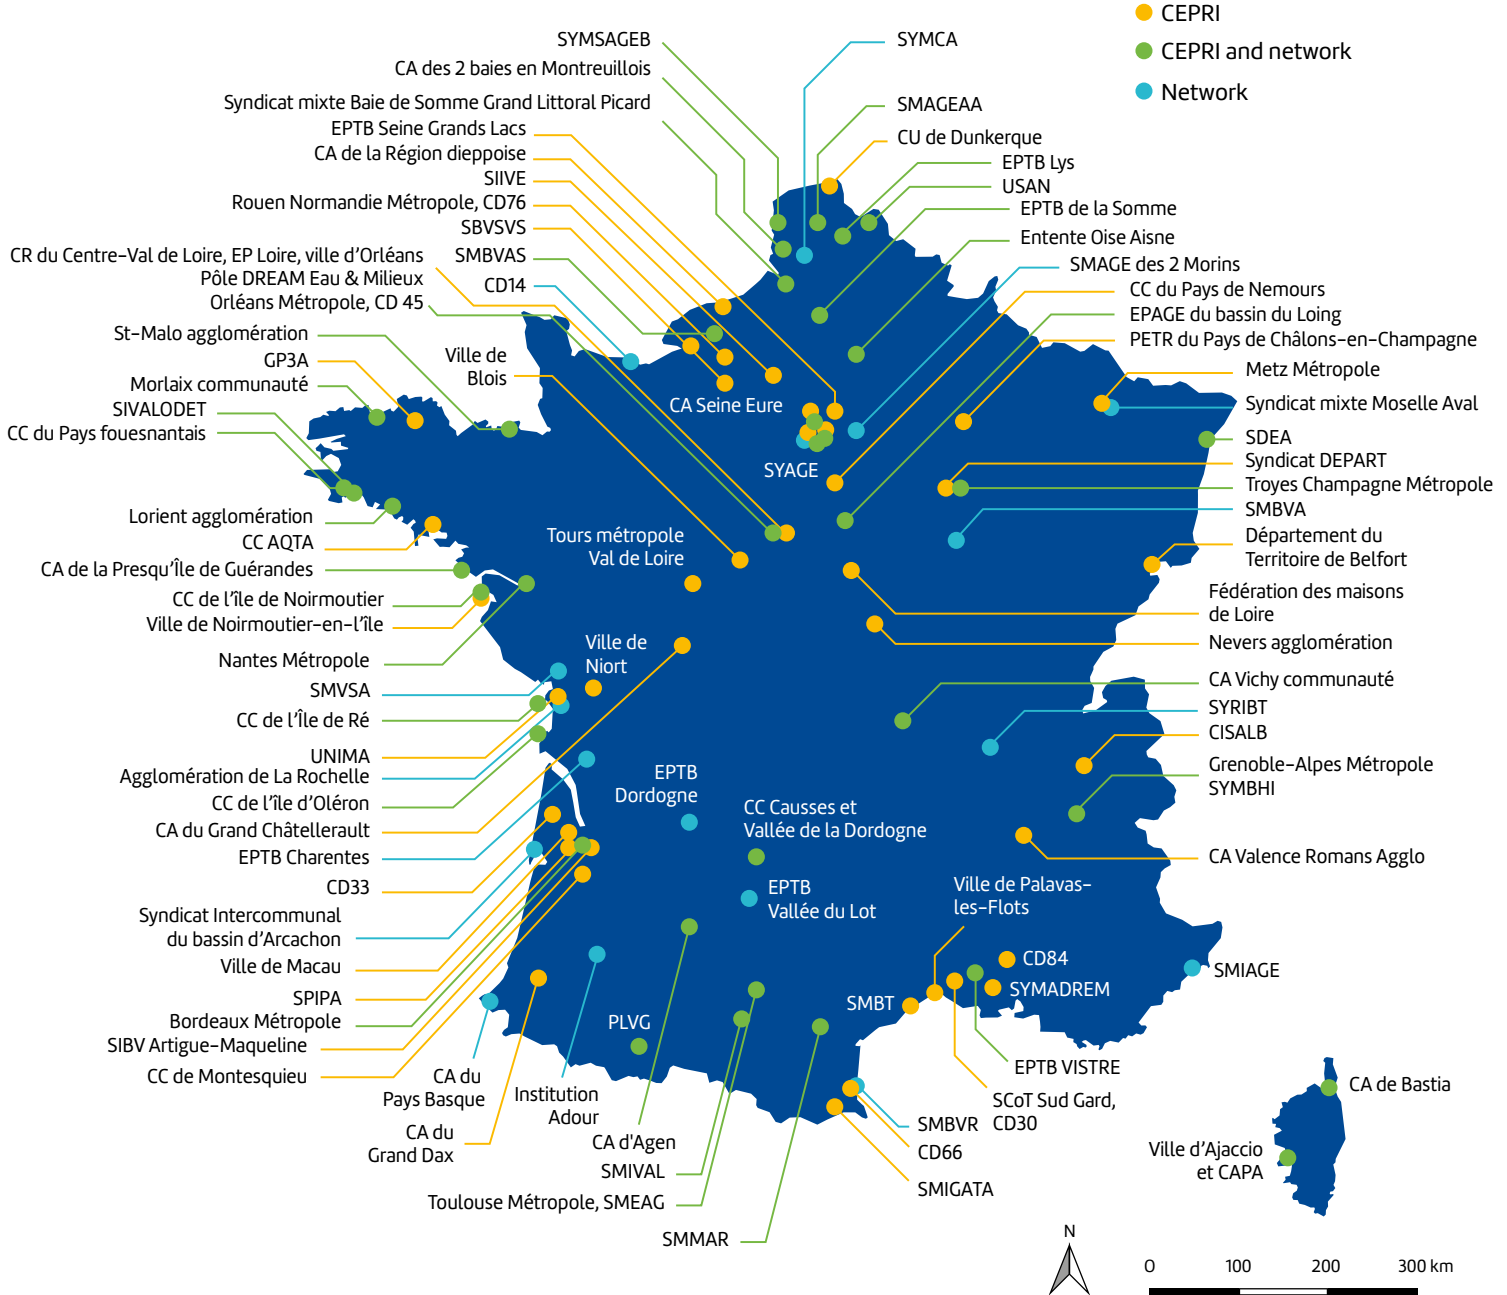 CEPRI
CEPRI and network
Network
SYMSAGEB
CA des 2 baies en Montreuillois
Syndicat mixte Baie de Somme Grand Littoral Picard
EPTB Seine Grands Lacs
CA de la Région dieppoise
SIIVE
Rouen Normandie Métropole, CD76
SBVSVS
SMBVAS
CR du Centre-Val de Loire, EP Loire, ville d'Orléans
Pôle DREAM Eau & Milieux
Orléans Métropole, CD 45
CD14
St-Malo agglomération
GP3A
Morlaix communauté
SIVALODET
CC du Pays fouesnantais
Ville de
Blois
SYMCA
SMAGEAA
CU de Dunkerque
EPTB Lys
USAN
EPTB de la Somme
Entente Oise Aisne
SMAGE des 2 Morins
CC du Pays de Nemours
EPAGE du bassin du Loing
PETR du Pays de Châlons-en-Champagne
Metz Métropole
Syndicat mixte Moselle Aval
SDEA
Syndicat DEPART
Troyes Champagne Métropole
SMBVA
Département du
Territoire de Belfort
CA Seine Eure
SYAGE
Lorient agglomération
CC AQTA
CA de la Presqu'Île de Guérandes
CC de l'île de Noirmoutier
Ville de Noirmoutier-en-l'île
Nantes Métropole
SMVSA
CC de l'Île de Ré
UNIMA
Agglomération de La Rochelle
CC de l'île d'Oléron
CA du Grand Châtellerault
EPTB Charentes
CD33
Syndicat Intercommunal
du bassin d'Arcachon
Ville de Macau
SPIPA
Bordeaux Métropole
SIBV Artigue-Maqueline
CC de Montesquieu
Tours métropole
Val de Loire
Ville de
Niort
Fédération des maisons
de Loire
Nevers agglomération
CA Vichy communauté
SYRIBT
CISALB
Grenoble-Alpes Métropole
SYMBHI
CA Valence Romans Agglo
EPTB
Dordogne
CC Causses et
Vallée de la Dordogne
EPTB
Vallée du Lot
Ville de Palavas-
les-Flots
CD84
SYMADREM
SMBT
SMIAGE
PLVG
CA du
Pays Basque
CA du
Grand Dax
Institution
Adour
CA d'Agen
SMIVAL
Toulouse Métropole, SMEAG
SMMAR
EPTB VISTRE
SCoT Sud Gard,
CD30
SMBVR
CD66
SMIGATA
CA de Bastia
Ville d'Ajaccio
et CAPA
N
0 100 200 300 km